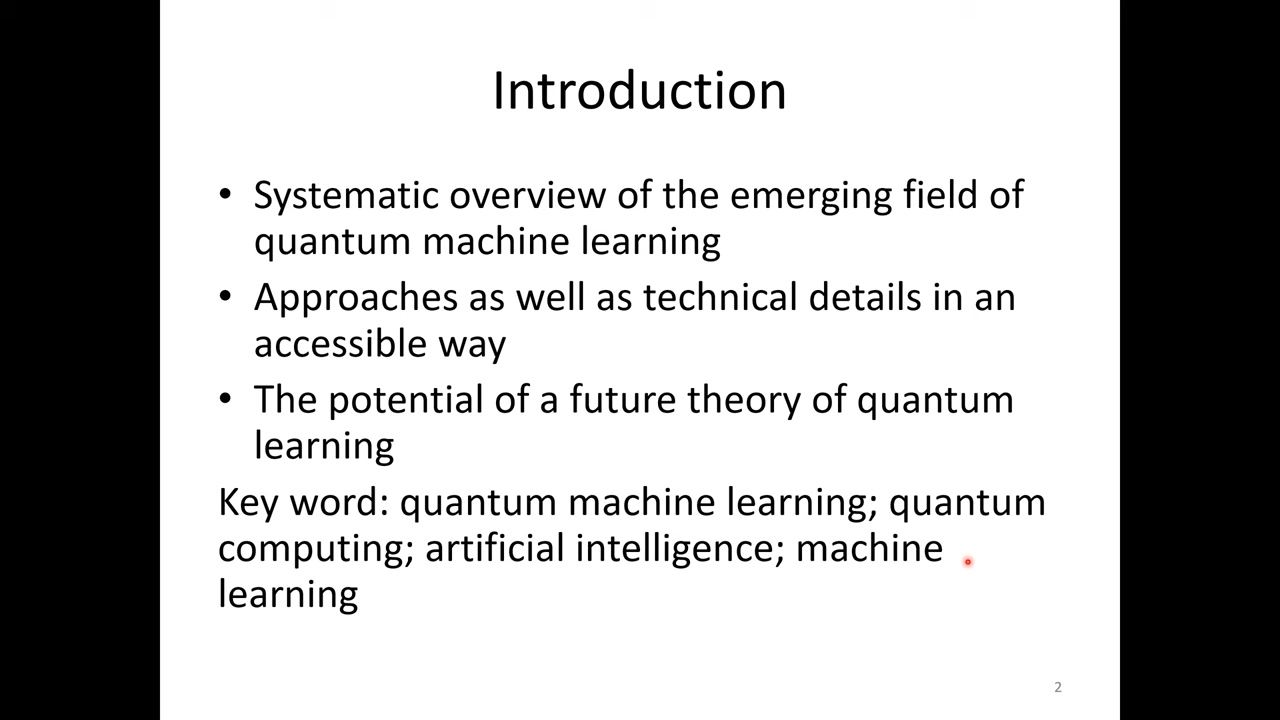 Introduction
• Systematic overview of the emerging field of
quantum machine learning
• Approaches as well as technical details in an
accessible way
• The potential of a future theory of quantum
learning
Key word: quantum machine learning; quantum
computing; artificial intelligence; machine
learning
2